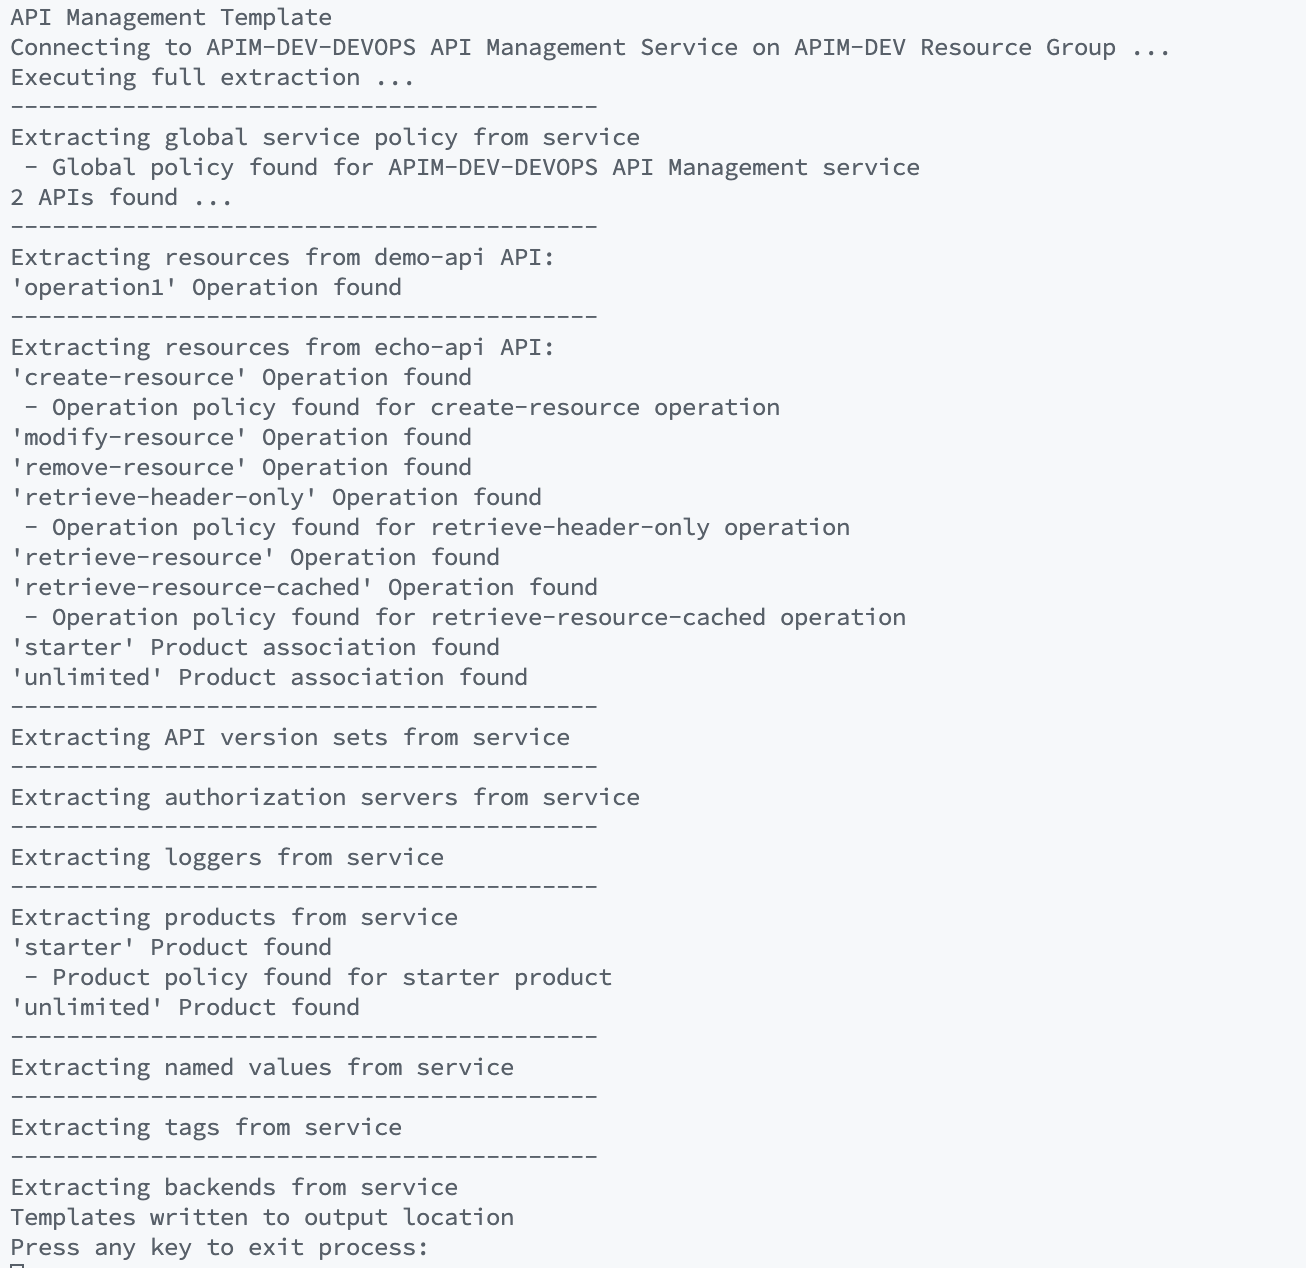 API Management Template
Connecting to APIM-DEV-DEVOPS API Management Service on APIM-DEV Resource Group ...
Executing full extraction ...
------------------------------------------
Extracting global service policy from service
 - Global policy found for APIM-DEV-DEVOPS API Management service
2 APIs found ...
------------------------------------------
Extracting resources from demo-api API:
'operation1' Operation found
------------------------------------------
Extracting resources from echo-api API:
'create-resource' Operation found
 - Operation policy found for create-resource operation
'modify-resource' Operation found
'remove-resource' Operation found
'retrieve-header-only' Operation found
 - Operation policy found for retrieve-header-only operation
'retrieve-resource' Operation found
'retrieve-resource-cached' Operation found
 - Operation policy found for retrieve-resource-cached operation
'starter' Product association found
'unlimited' Product association found
------------------------------------------
Extracting API version sets from service
------------------------------------------
Extracting authorization servers from service
------------------------------------------
Extracting loggers from service
------------------------------------------
Extracting products from service
'starter' Product found
 - Product policy found for starter product
'unlimited' Product found
------------------------------------------
Extracting named values from service
------------------------------------------
Extracting tags from service
------------------------------------------
Extracting backends from service
Templates written to output location
Press any key to exit process: